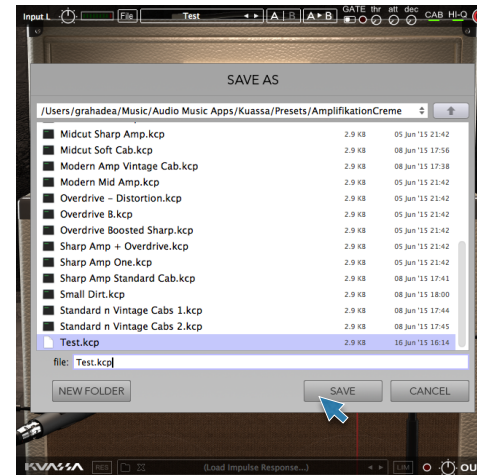 Input L File Test A B A▸B GATE thr att dec CAB HI-Q
SAVE AS
/Users/grahadea/Music/Audio Music Apps/Kuassa/Presets/AmplifikationCreme
Midcut Sharp Amp.kcp 2.9 KB 05 Jun '15 21:42
Midcut Soft Cab.kcp 2.9 KB 08 Jun '15 17:56
Modern Amp Vintage Cab.kcp 2.9 KB 08 Jun '15 17:38
Modern Mid Amp.kcp 2.9 KB 05 Jun '15 21:42
Overdrive – Distortion.kcp 2.9 KB 05 Jun '15 21:42
Overdrive B.kcp 2.9 KB 05 Jun '15 21:42
Overdrive Boosted Sharp.kcp 2.9 KB 05 Jun '15 21:42
Sharp Amp + Overdrive.kcp 2.9 KB 05 Jun '15 21:42
Sharp Amp One.kcp 2.9 KB 05 Jun '15 21:42
Sharp Amp Standard Cab.kcp 2.9 KB 08 Jun '15 17:41
Small Dirt.kcp 2.9 KB 08 Jun '15 18:00
Standard n Vintage Cabs 1.kcp 2.9 KB 08 Jun '15 17:44
Standard n Vintage Cabs 2.kcp 2.9 KB 08 Jun '15 17:45
Test.kcp 2.9 KB 16 Jun '15 16:14
file: Test.kcp
NEW FOLDER SAVE CANCEL
KUASSA RES (Load Impulse Response...) LIM OU